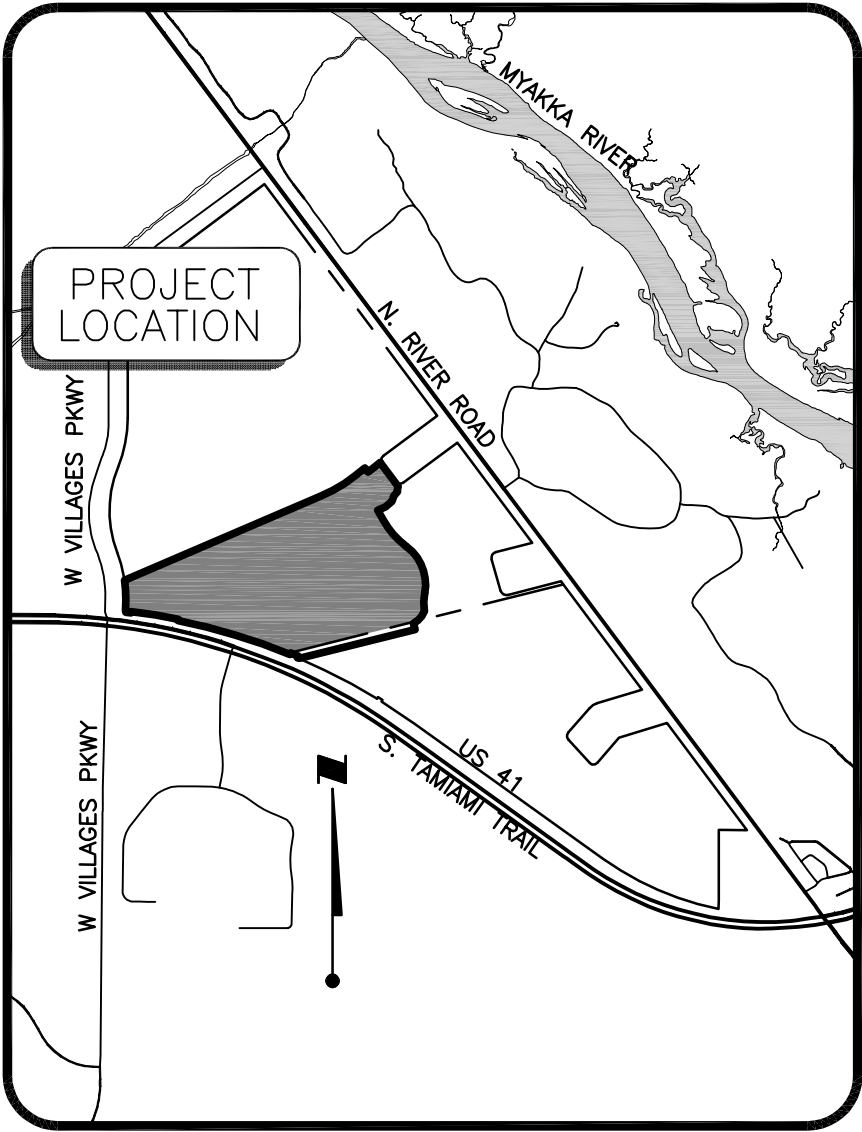 MYAKKA RIVER
PROJECT
LOCATION
N. RIVER ROAD
W VILLAGES PKWY
W VILLAGES PKWY
US 41
S. TAMIAMI TRAIL
N